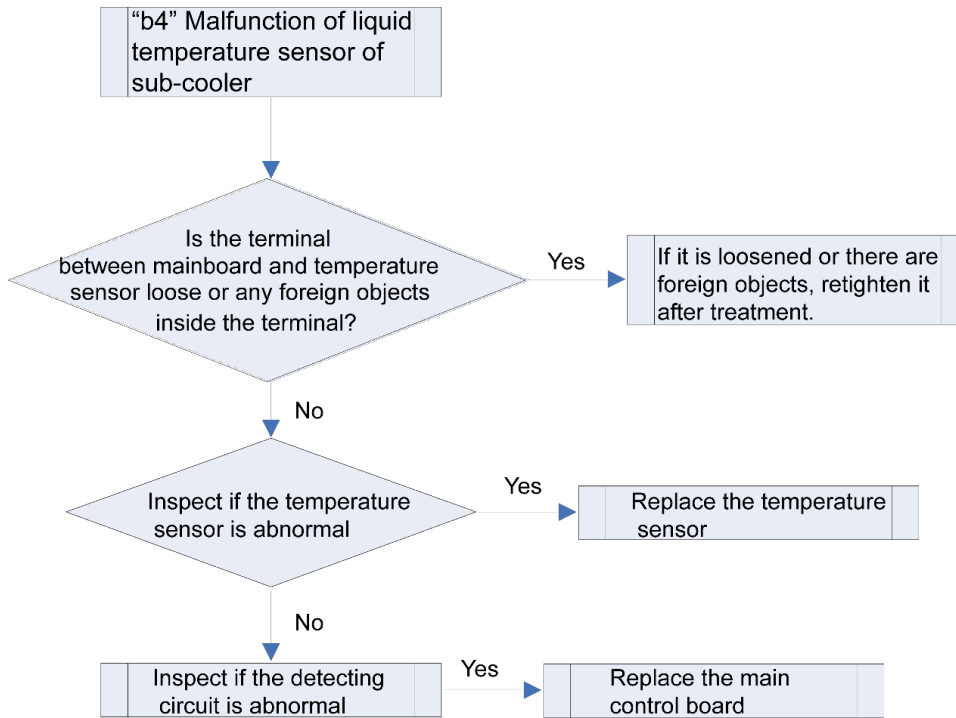 “b4” Malfunction of liquid
temperature sensor of
sub-cooler
Is the terminal
between mainboard and temperature
sensor loose or any foreign objects
inside the terminal?
Yes
If it is loosened or there are
foreign objects, retighten it
after treatment.
No
Inspect if the temperature
sensor is abnormal
Yes
Replace the temperature
sensor
No
Inspect if the detecting
circuit is abnormal
Yes
Replace the main
control board